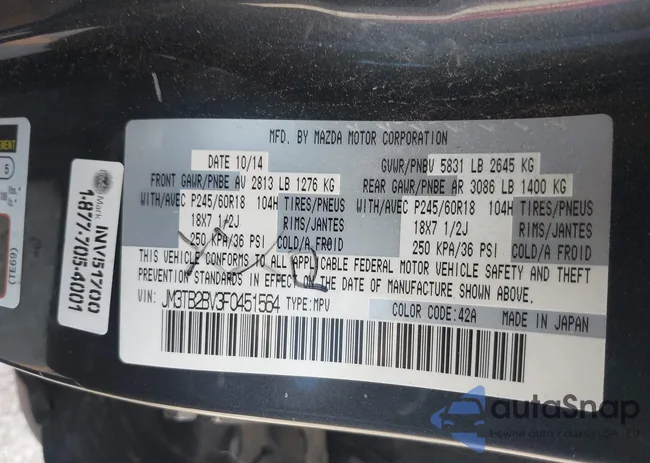 MFD. BY MAZDA MOTOR CORPORATION
DATE 10/14
GVWR/PNBV 5831 LB 2645 KG
FRONT GAWR/PNBE AV 2813 LB 1276 KG
REAR GAWR/PNBE AR 3086 LB 1400 KG
WITH/AVEC P245/60R18 104H TIRES/PNEUS
WITH/AVEC P245/60R18 104H TIRES/PNEUS
18X7 1/2J RIMS/JANTES
18X7 1/2J RIMS/JANTES
250 KPA/36 PSI COLD/A FROID
250 KPA/36 PSI COLD/A FROID
THIS VEHICLE CONFORMS TO ALL APPLICABLE FEDERAL MOTOR VEHICLE SAFETY AND THEFT
PREVENTION STANDARDS IN EFFECT ON THE DATE OF MANUFACTURE SHOWN ABOVE.
VIN: JM3TB2BV3F0451564 TYPE: MPV
COLOR CODE: 42A MADE IN JAPAN
INV51700
1-877-705-4001
(TE69)
5
autoSnap